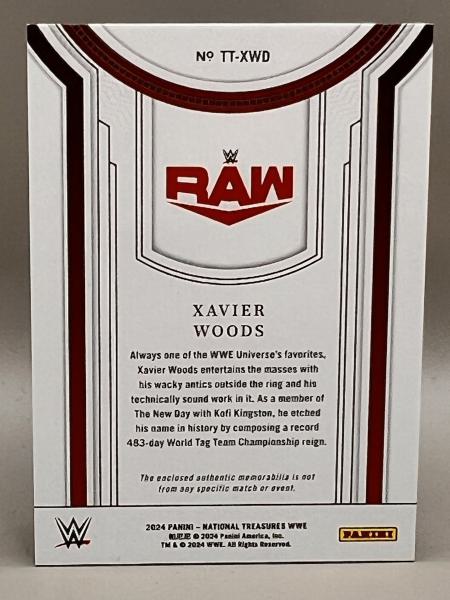 Nº TT-XWD
W
RAW
XAVIER
WOODS
Always one of the WWE Universe's favorites,
Xavier Woods entertains the masses with
his wacky antics outside the ring and his
technically sound work in it. As a member of
The New Day with Kofi Kingston, he etched
his name in history by composing a record
483-day World Tag Team Championship reign.
The enclosed authentic memorabilia is not
from any specific match or event.
W
2024 PANINI – NATIONAL TREASURES WWE
© 2024 Panini America, Inc.
TM & © 2024 WWE. All Rights Reserved.
PANINI